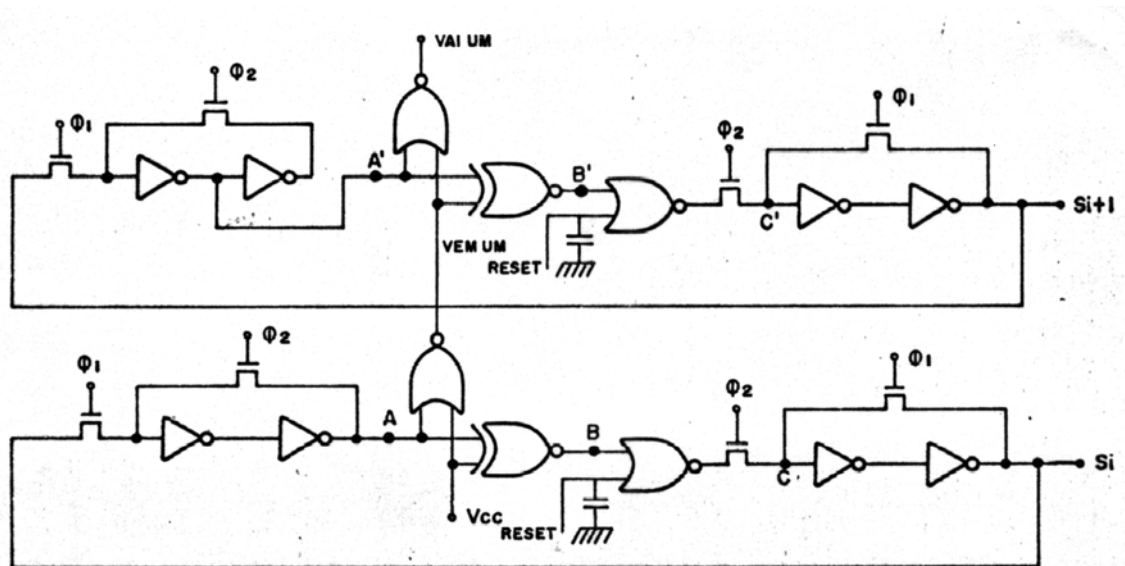 VAI UM
Φ2
Φ1
Φ1
Φ2
A'
B'
C'
Si+1
VEM UM
RESET
Φ2
Φ1
Φ1
Φ2
A
B
C
Si
Vcc
RESET